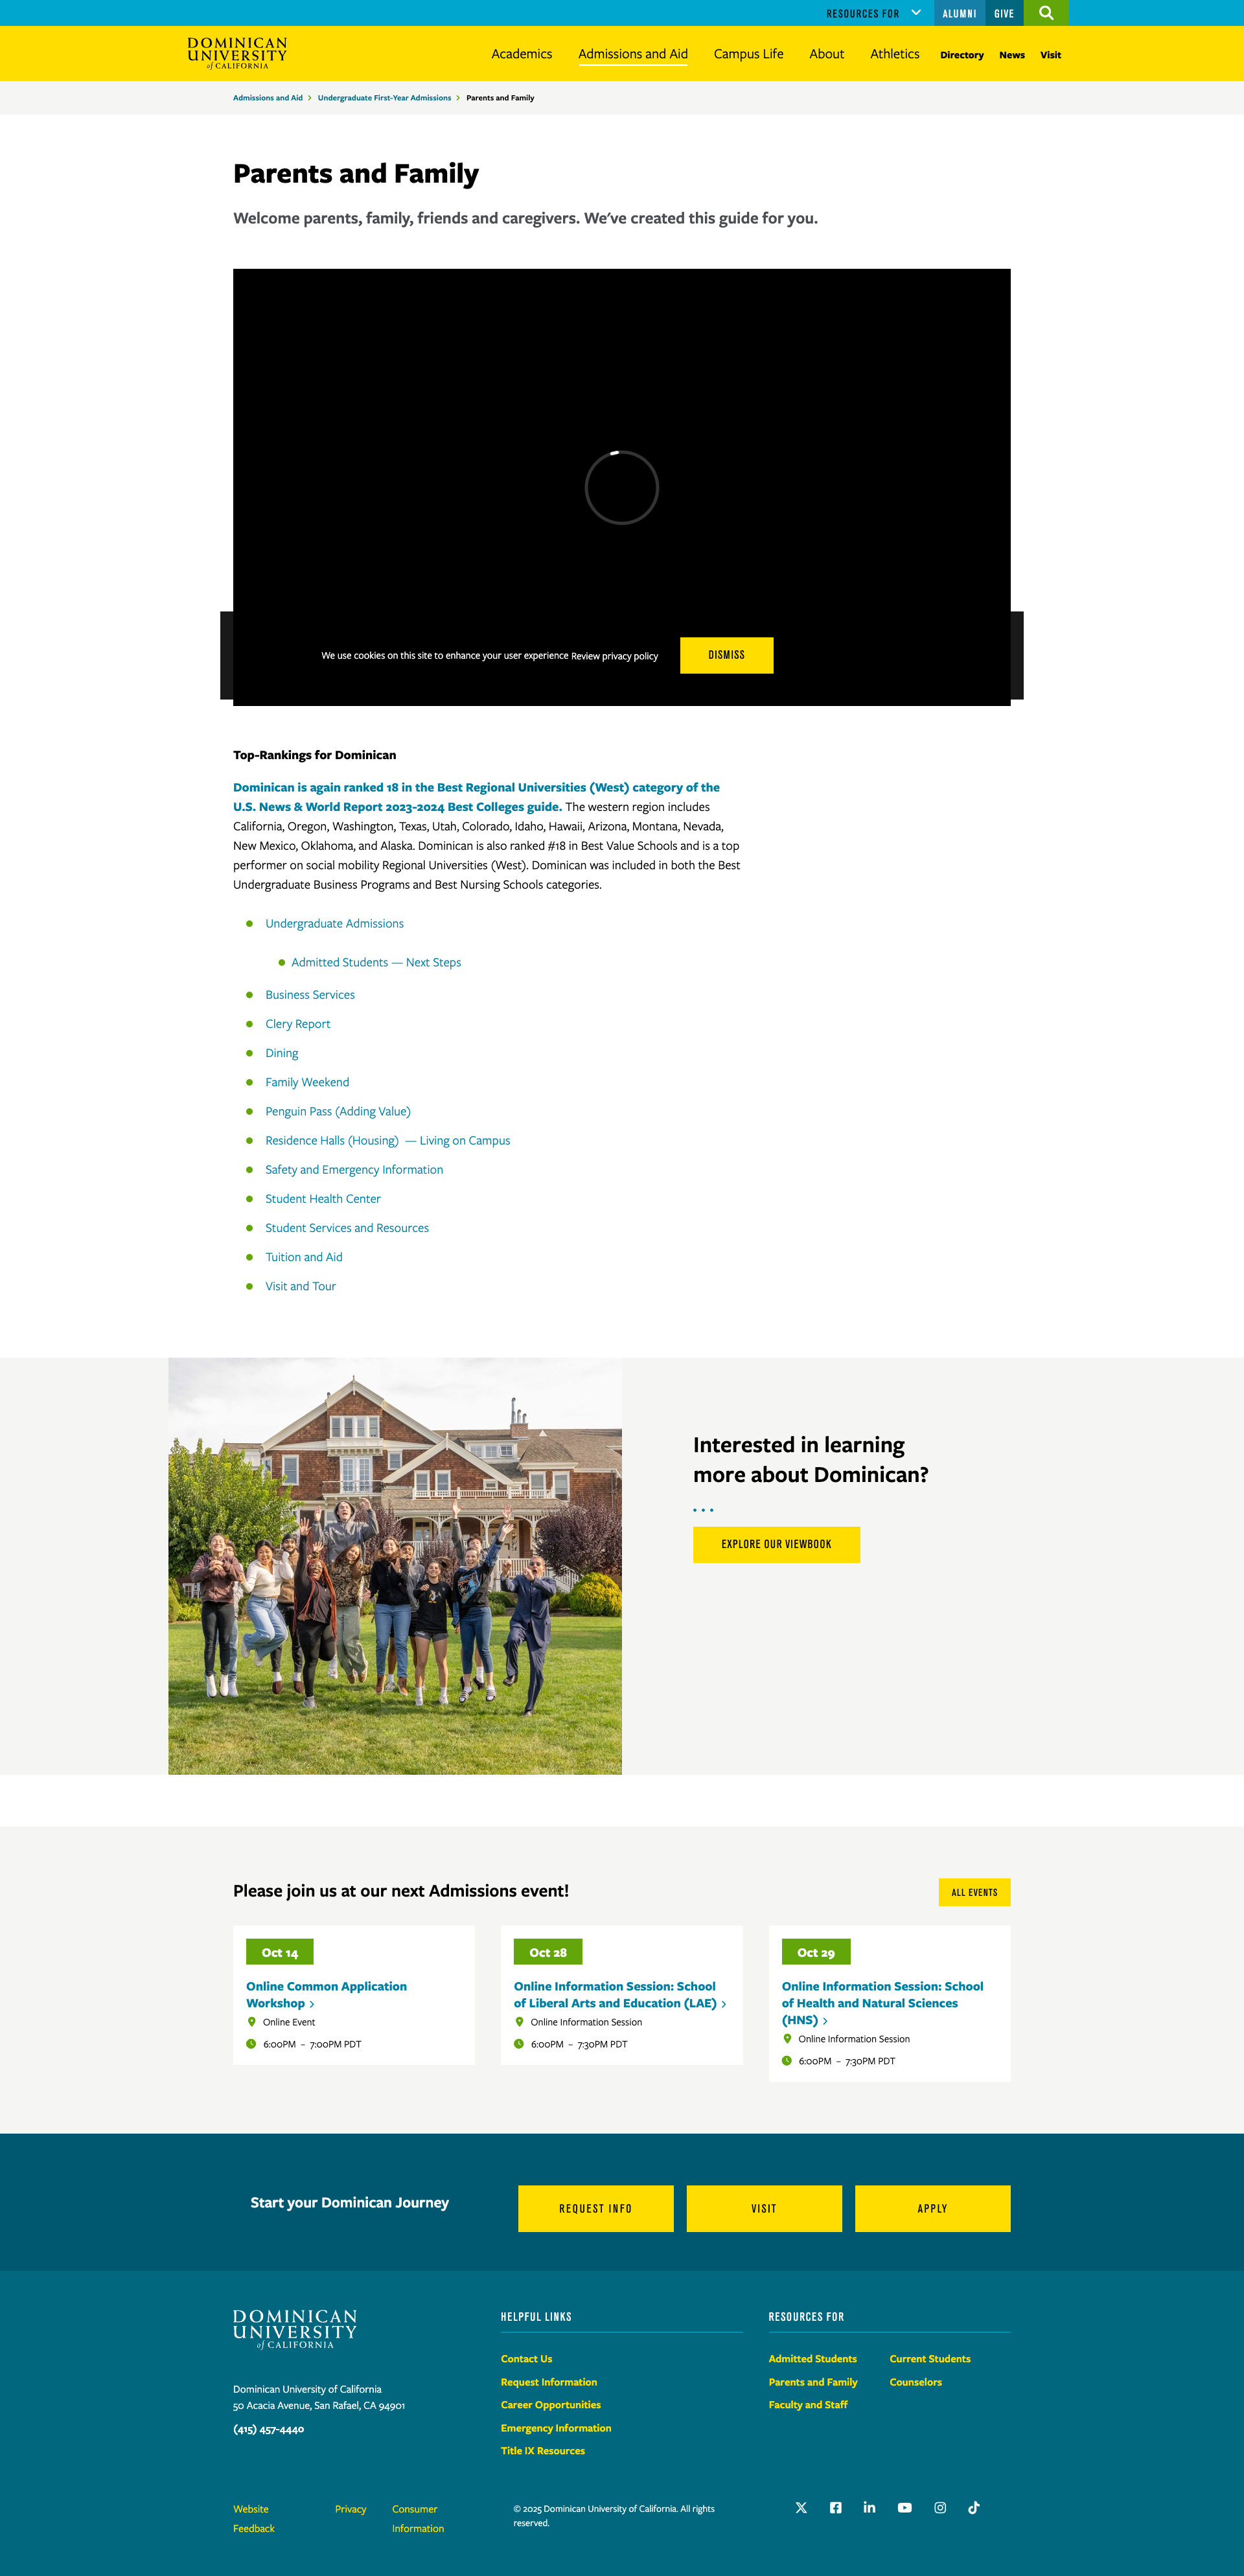 RESOURCES FOR
ALUMNI
GIVE
DOMINICAN
UNIVERSITY
of CALIFORNIA
Academics
Admissions and Aid
Campus Life
About
Athletics
Directory
News
Visit
Admissions and Aid
Undergraduate First-Year Admissions
Parents and Family
Parents and Family
Welcome parents, family, friends and caregivers. We've created this guide for you.
We use cookies on this site to enhance your user experience Review privacy policy
DISMISS
Top-Rankings for Dominican
Dominican is again ranked 18 in the Best Regional Universities (West) category of the
U.S. News & World Report 2023-2024 Best Colleges guide. The western region includes
California, Oregon, Washington, Texas, Utah, Colorado, Idaho, Hawaii, Arizona, Montana, Nevada,
New Mexico, Oklahoma, and Alaska. Dominican is also ranked #18 in Best Value Schools and is a top
performer on social mobility Regional Universities (West). Dominican was included in both the Best
Undergraduate Business Programs and Best Nursing Schools categories.
Undergraduate Admissions
Admitted Students — Next Steps
Business Services
Clery Report
Dining
Family Weekend
Penguin Pass (Adding Value)
Residence Halls (Housing) — Living on Campus
Safety and Emergency Information
Student Health Center
Student Services and Resources
Tuition and Aid
Visit and Tour
Interested in learning
more about Dominican?
EXPLORE OUR VIEWBOOK
Please join us at our next Admissions event!
ALL EVENTS
Oct 14
Online Common Application
Workshop
Online Event
6:00PM – 7:00PM PDT
Oct 28
Online Information Session: School
of Liberal Arts and Education (LAE)
Online Information Session
6:00PM – 7:30PM PDT
Oct 29
Online Information Session: School
of Health and Natural Sciences
(HNS)
Online Information Session
6:00PM – 7:30PM PDT
Start your Dominican Journey
REQUEST INFO
VISIT
APPLY
DOMINICAN
UNIVERSITY
of CALIFORNIA
Dominican University of California
50 Acacia Avenue, San Rafael, CA 94901
(415) 457-4440
HELPFUL LINKS
Contact Us
Request Information
Career Opportunities
Emergency Information
Title IX Resources
RESOURCES FOR
Admitted Students
Parents and Family
Faculty and Staff
Current Students
Counselors
Website
Feedback
Privacy
Consumer
Information
© 2025 Dominican University of California. All rights
reserved.